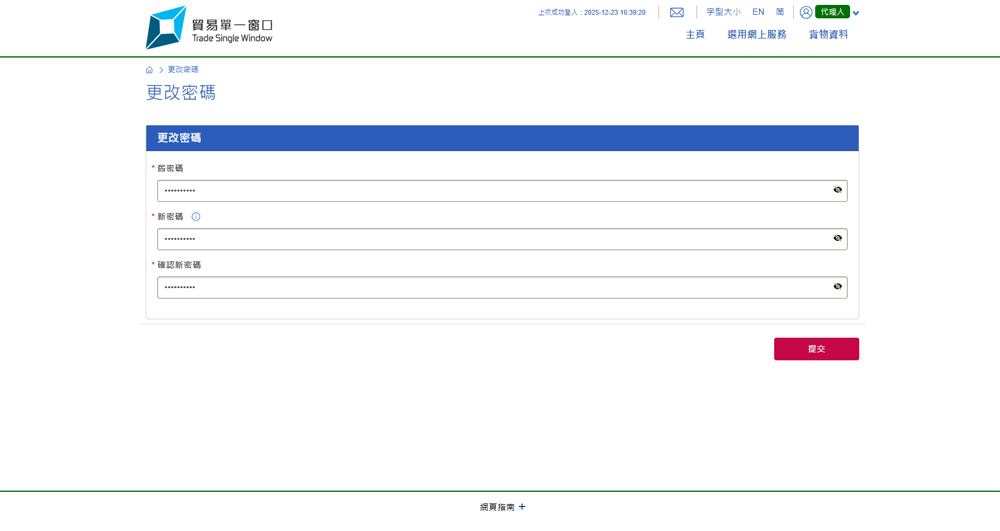 貿易單一窗口
Trade Single Window
上次成功登入 : 2025-12-23 16:39:20
字型大小 EN 简 代理人
主頁 選用網上服務 貨物資料
更改密碼
更改密碼
更改密碼
* 舊密碼
••••••••••
* 新密碼
••••••••••
* 確認新密碼
••••••••••
提交
網頁指南 +